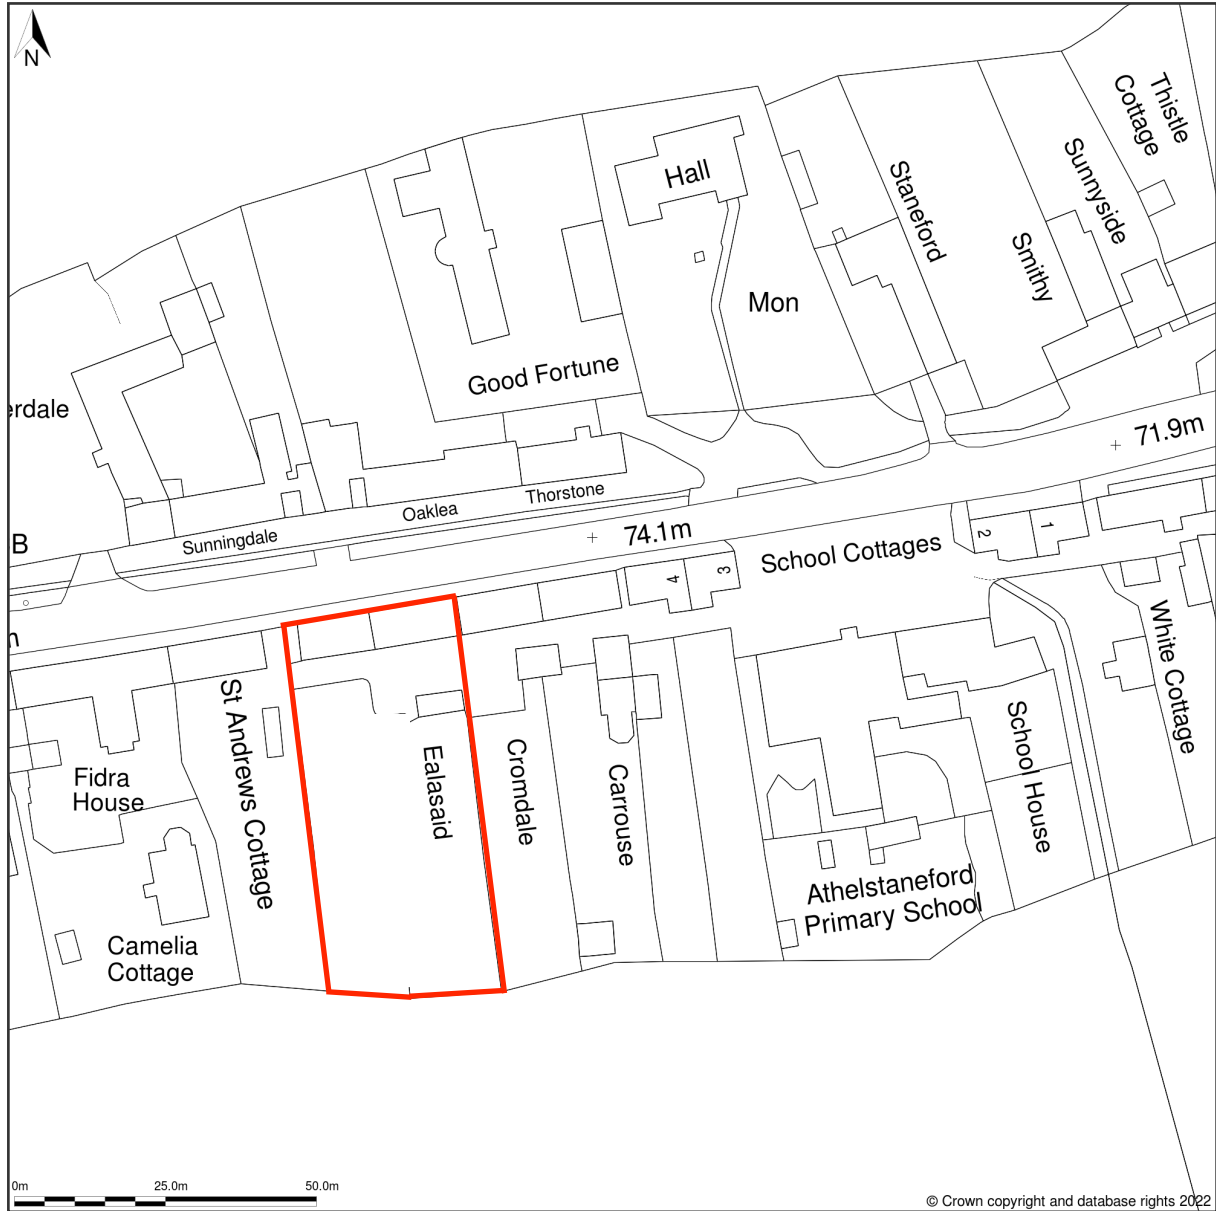 N
Thistle
Cottage
Hall
Staneford
Sunnyside
Smithy
Mon
Good Fortune
erdale
71.9m
Thorstone
Oaklea
Sunningdale
B
74.1m
School Cottages
2
1
4
3
White Cottage
St Andrews Cottage
School House
Ealasaid
Cromdale
Carrouse
Fidra
House
Athelstaneford
Primary School
Camelia
Cottage
0m
25.0m
50.0m
© Crown copyright and database rights 2022